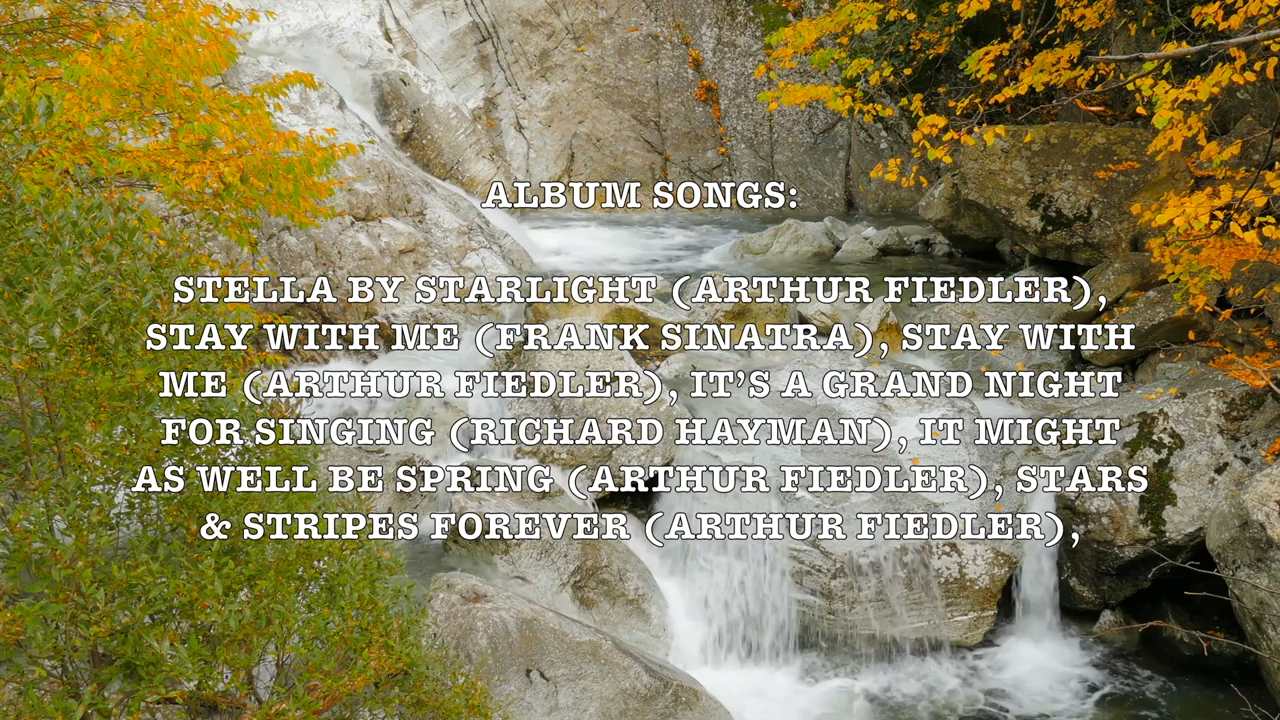 ALBUM SONGS:
STELLA BY STARLIGHT (ARTHUR FIEDLER),
STAY WITH ME (FRANK SINATRA), STAY WITH
ME (ARTHUR FIEDLER), IT'S A GRAND NIGHT
FOR SINGING (RICHARD HAYMAN), IT MIGHT
AS WELL BE SPRING (ARTHUR FIEDLER), STARS
& STRIPES FOREVER (ARTHUR FIEDLER),